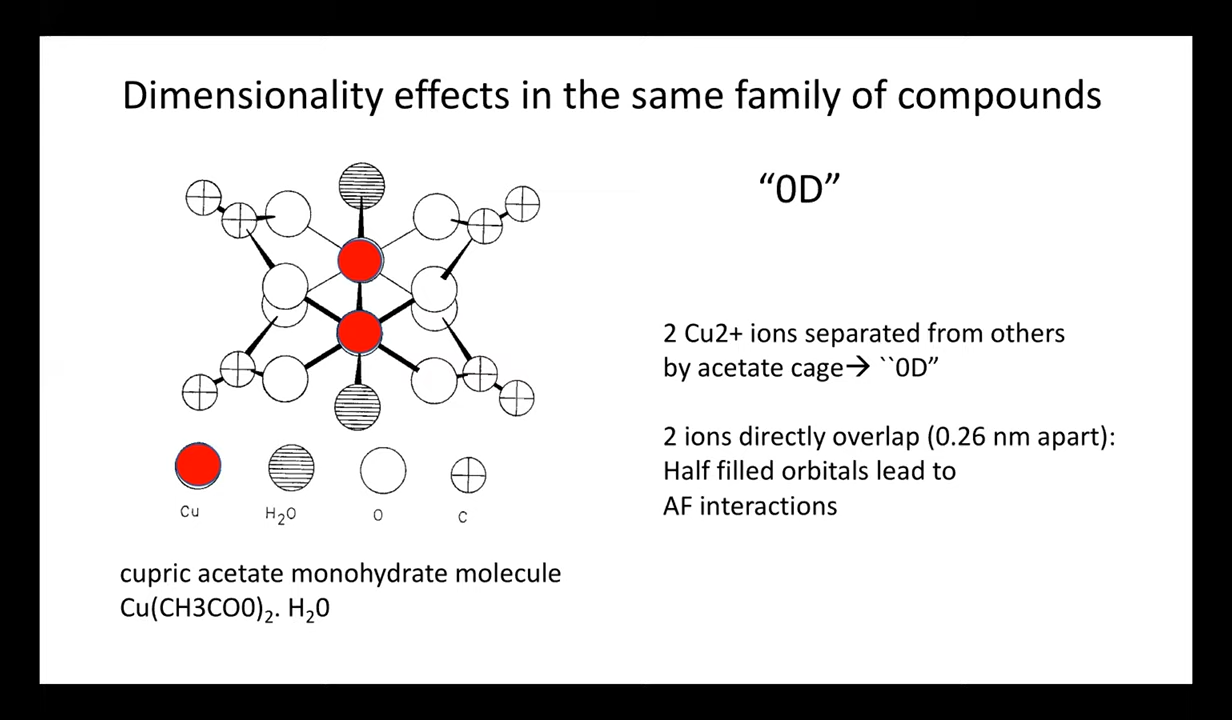 Dimensionality effects in the same family of compounds
“0D”
2 Cu2+ ions separated from others
by acetate cage→ ``0D”
2 ions directly overlap (0.26 nm apart):
Half filled orbitals lead to
AF interactions
Cu H₂O O C
cupric acetate monohydrate molecule
Cu(CH3CO0)₂. H₂0